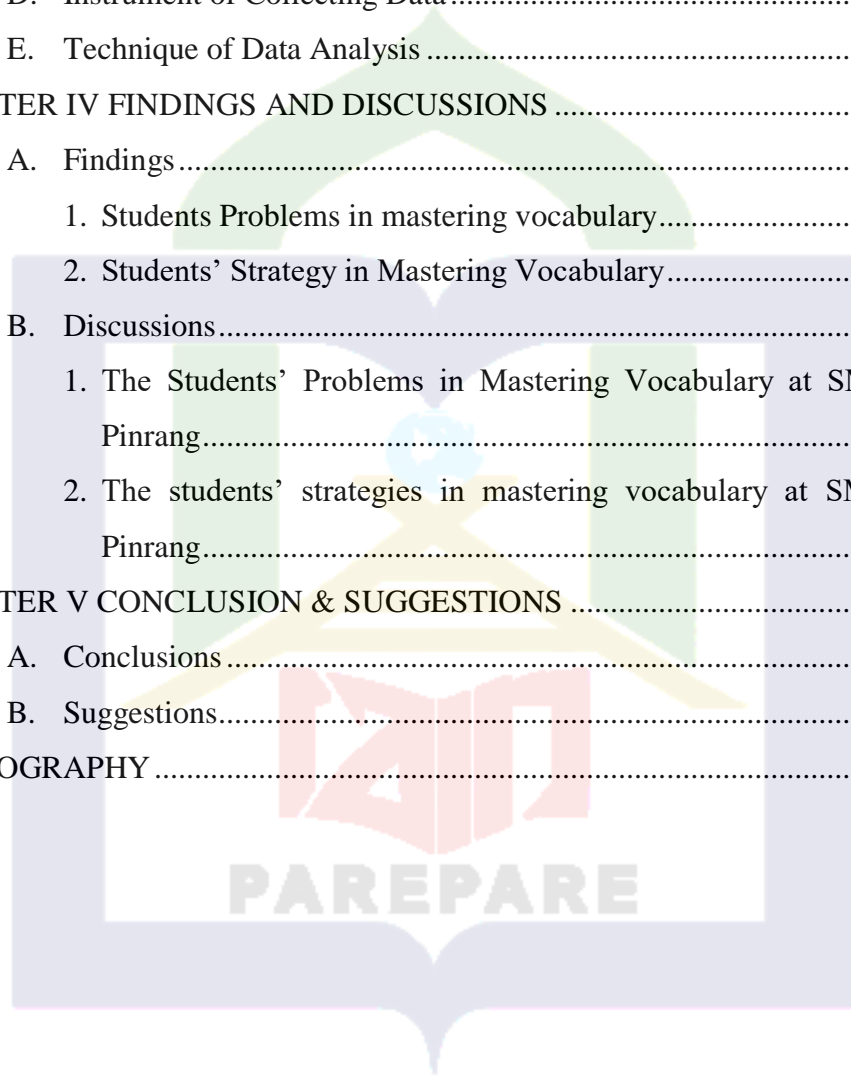 D. Instrument of Collecting Data
E. Technique of Data Analysis
TER IV FINDINGS AND DISCUSSIONS
A. Findings
1. Students Problems in mastering vocabulary
2. Students’ Strategy in Mastering Vocabulary
B. Discussions
1. The Students’ Problems in Mastering Vocabulary at
Pinrang
2. The students’ strategies in mastering vocabulary at
Pinrang
TER V CONCLUSION & SUGGESTIONS
A. Conclusions
B. Suggestions
OGRAPHY
PAREPARE